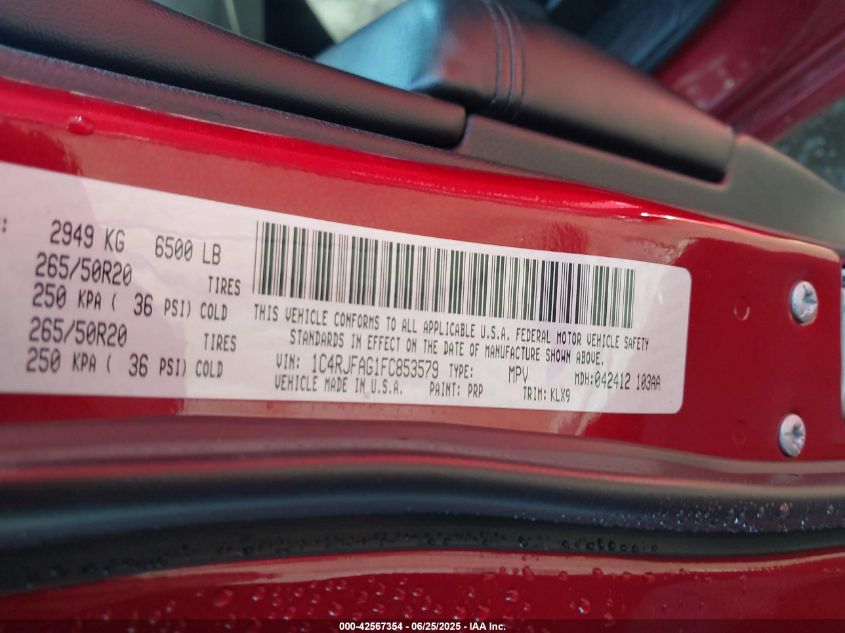 2949 KG 6500 LB
265/50R20 TIRES
250 KPA ( 36 PSI) COLD
265/50R20 TIRES
250 KPA ( 36 PSI) COLD
THIS VEHICLE CONFORMS TO ALL APPLICABLE U.S.A. FEDERAL MOTOR VEHICLE SAFETY
STANDARDS IN EFFECT ON THE DATE OF MANUFACTURE SHOWN ABOVE.
VIN: 1C4RJFAG1FC853579 TYPE: MPV MDH:042412 103AA
VEHICLE MADE IN U.S.A. PAINT: PRP TRIM: KLX9
000-42567354 | 06/25/2025 - IAA Inc.